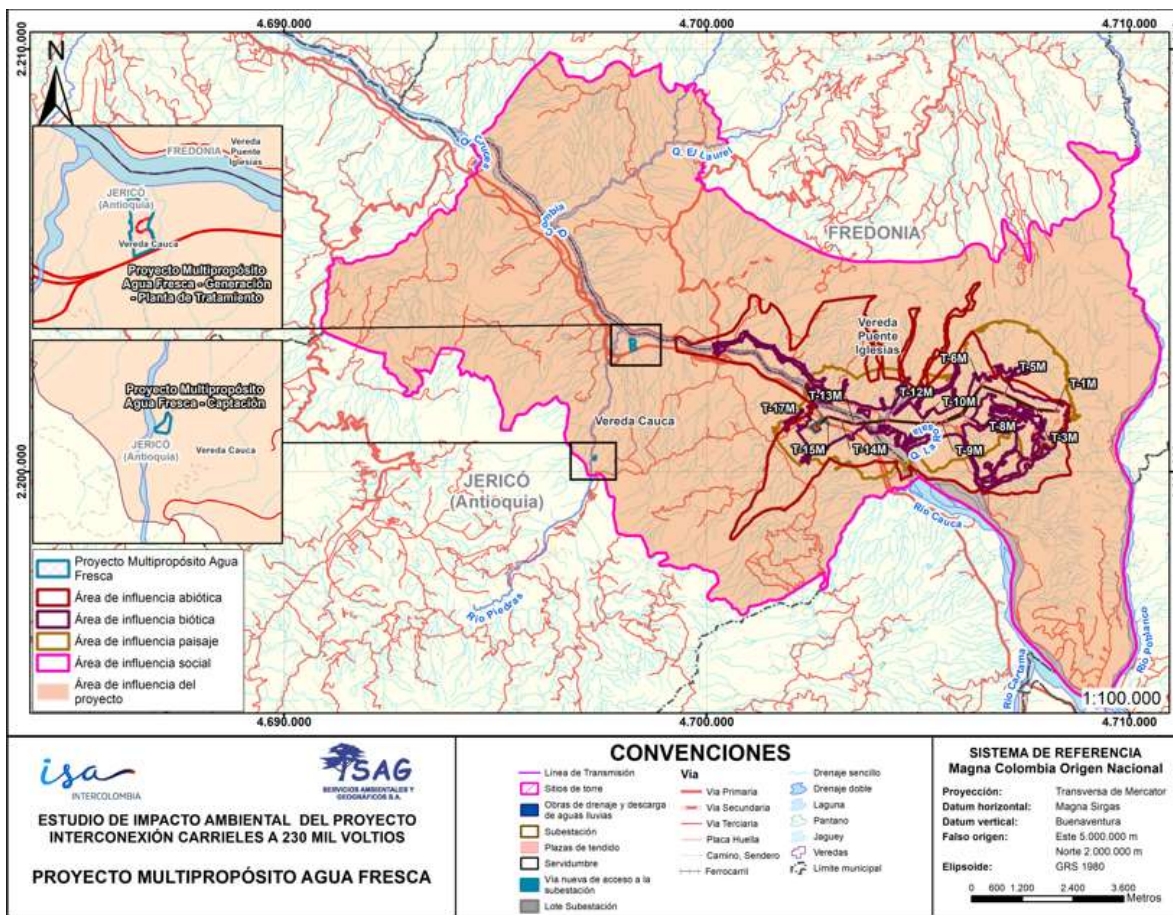 4.690.000
4.700.000
4.710.000
2.210.000
N
Vereda
Puente
Iglesias
FREDONIA
JERICÓ
(Antioquia)
Vereda Cauca
Proyecto Multipropósito
Agua Fresca - Generación
- Planta de Tratamiento
Proyecto Multipropósito
Agua Fresca - Captación
JERICÓ
(Antioquia)
Vereda Cauca
Q. El Laurel
FREDONIA
Vereda
Puente
Iglesias
T-6M
T-5M
T-1M
T-12M
T-13M
T-10M
T-17M
T-8M
T-3M
T-15M
T-14M
T-9M
Vereda Cauca
2.200.000
JERICÓ
(Antioquia)
Río Cauca
Río Piedras
Río Cartama
Río Poblanco
Proyecto Multipropósito Agua
Fresca
Área de influencia abiótica
Área de influencia biótica
Área de influencia paisaje
Área de influencia social
Área de influencia del
proyecto
1:100.000
4.690.000
4.700.000
4.710.000
isa
INTERCOLOMBIA
SAG
SERVICIOS AMBIENTALES Y
GEOGRÁFICOS S.A.
ESTUDIO DE IMPACTO AMBIENTAL DEL PROYECTO
INTERCONEXIÓN CARRIELES A 230 MIL VOLTIOS
PROYECTO MULTIPROPÓSITO AGUA FRESCA
CONVENCIONES
Línea de Transmisión
Sitios de torre
Obras de drenaje y descarga
de aguas lluvias
Subestación
Plazas de tendido
Servidumbre
Vía nueva de acceso a la
subestación
Lote Subestación
Vía
Vía Primaria
Vía Secundaria
Vía Terciaria
Placa Huella
Camino, Sendero
Ferrocarril
Drenaje sencillo
Drenaje doble
Laguna
Pantano
Jaguey
Veredas
Límite municipal
SISTEMA DE REFERENCIA
Magna Colombia Origen Nacional
Proyección: Transversa de Mercator
Datum horizontal: Magna Sirgas
Datum vertical: Buenaventura
Falso origen: Este 5.000.000 m
Norte 2.000.000 m
Elipsoide: GRS 1980
0 600 1.200 2.400 3.600
Metros